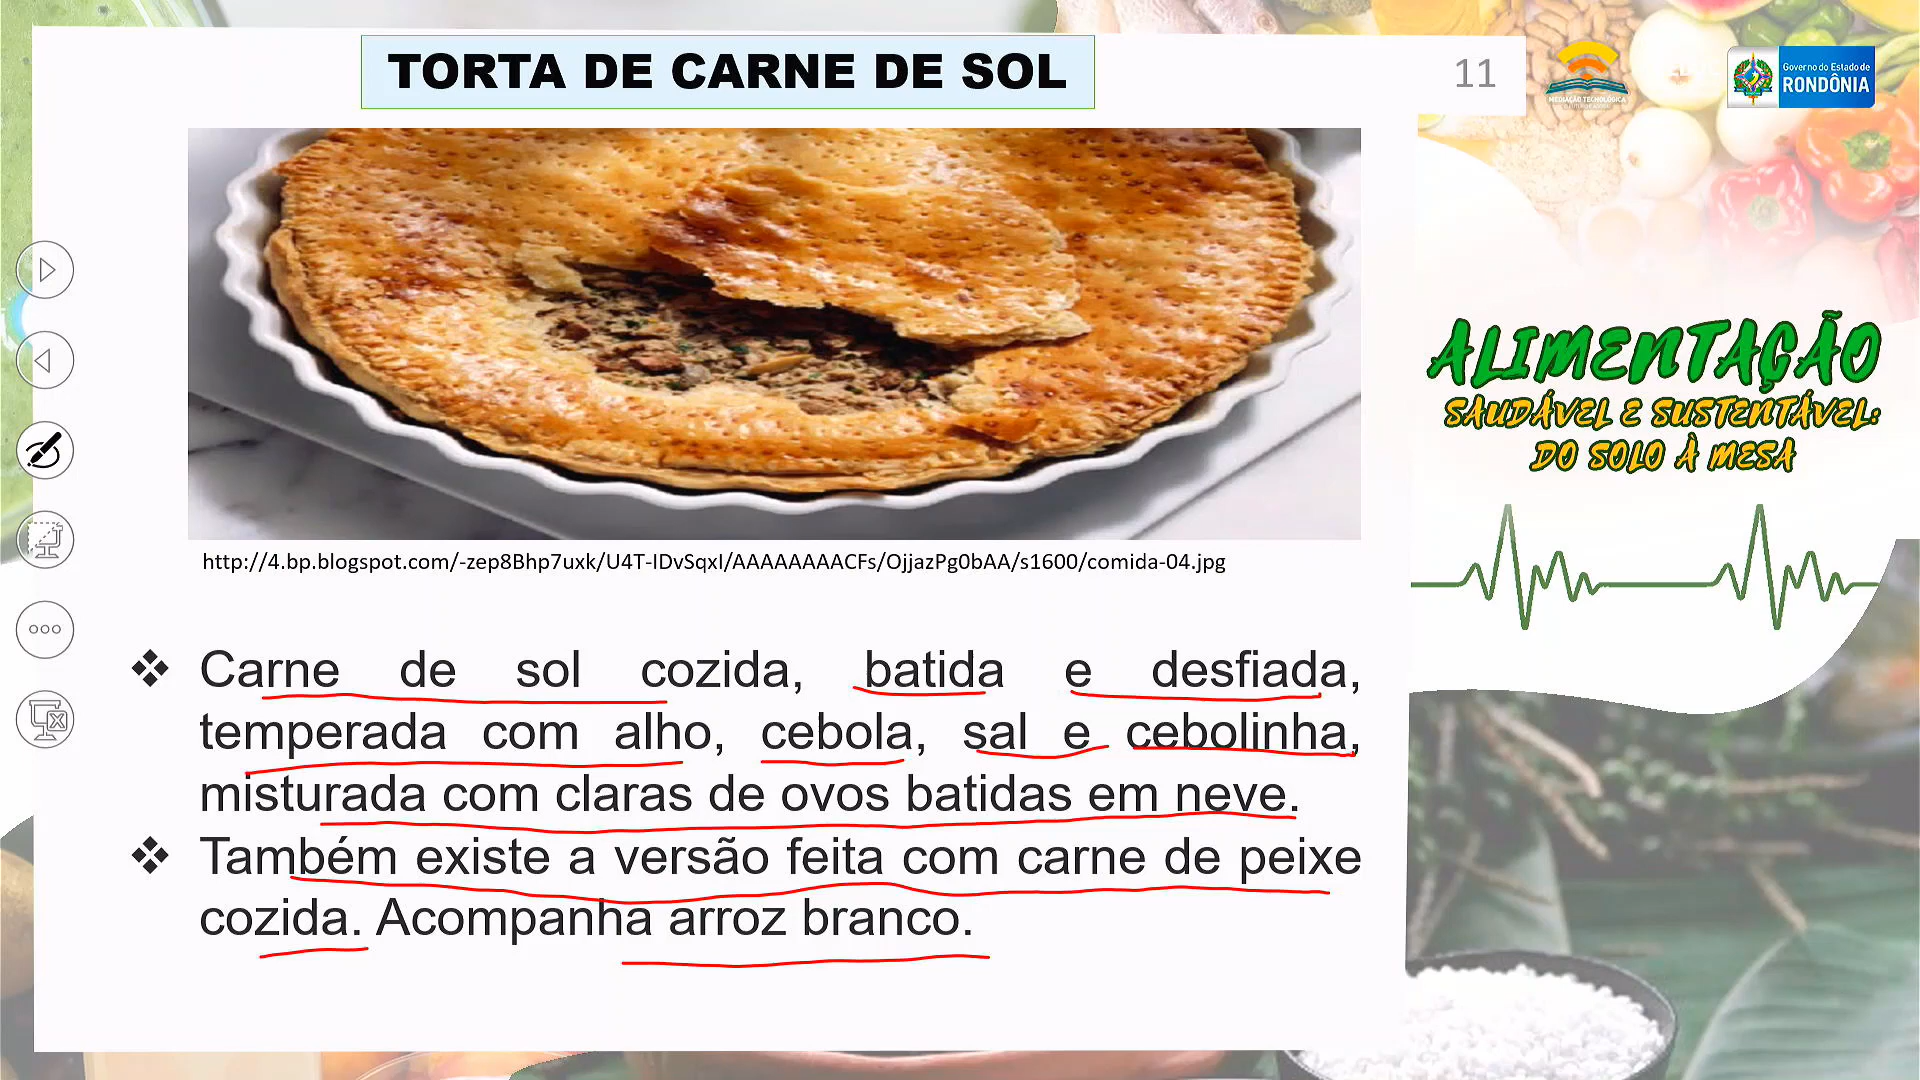 TORTA DE CARNE DE SOL
11
MEDIAÇÃO TECNOLÓGICA
Governo do Estado de
RONDÔNIA
ALIMENTAÇÃO
SAUDÁVEL E SUSTENTÁVEL:
DO SOLO À MESA
http://4.bp.blogspot.com/-zep8Bhp7uxk/U4T-IDvSqxI/AAAAAAAACFs/OjjazPg0bAA/s1600/comida-04.jpg
❖ Carne de sol cozida, batida e desfiada,
temperada com alho, cebola, sal e cebolinha,
misturada com claras de ovos batidas em neve.
❖ Também existe a versão feita com carne de peixe
cozida. Acompanha arroz branco.